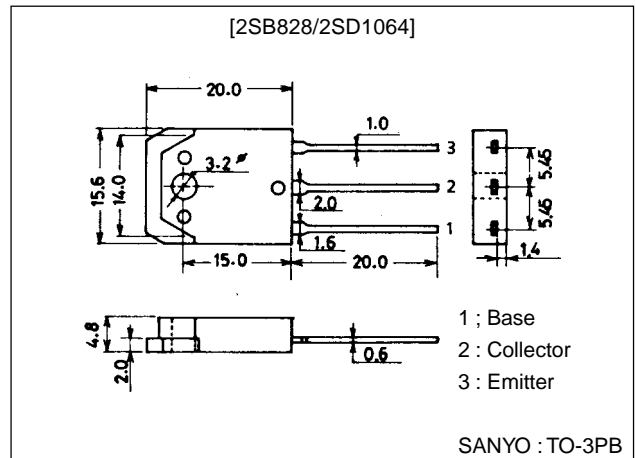 [2SB828/2SD1064]
20.0
1.0
3
3.2 ø
5.45
15.6
14.0
2
2.0
5.45
1
1.6
15.0
20.0
1.4
4.8
2.0
0.6
1 ; Base
2 : Collector
3 : Emitter
SANYO : TO-3PB